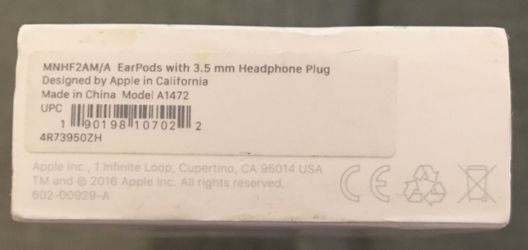 MNHF2AM/A EarPods with 3.5 mm Headphone Plug
Designed by Apple in California
Made in China Model A1472
UPC
1 90198 10702 2
4R73950ZH
Apple Inc., 1 Infinite Loop, Cupertino, CA 95014 USA
TM and © 2016 Apple Inc. All rights reserved.
602-00929-A
CE